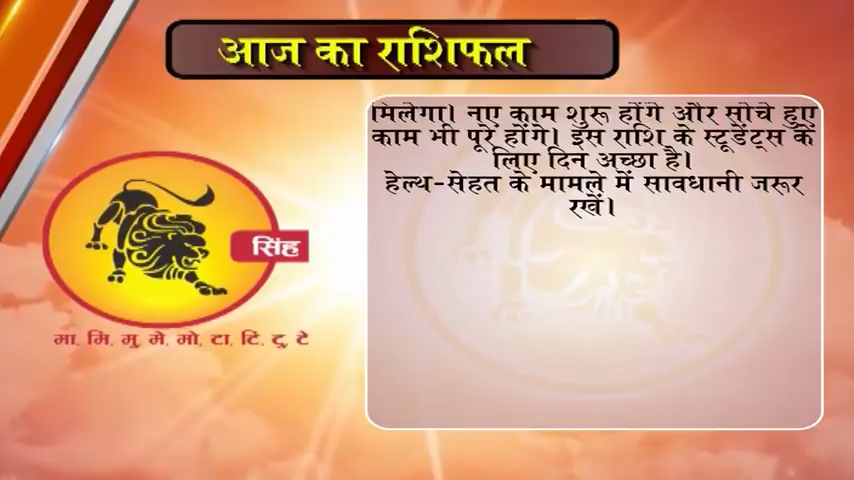 आज का राशिफल
मिलेगा। नए काम शुरू होंगे और सोचे हुए
काम भी पूरे होंगे। इस राशि के स्टूडेंट्स के
लिए दिन अच्छा है।
हेल्थ-सेहत के मामले में सावधानी जरूर
रखें।
सिंह
मा, मि, मु, मे, मो, टा, टि, टु, टे